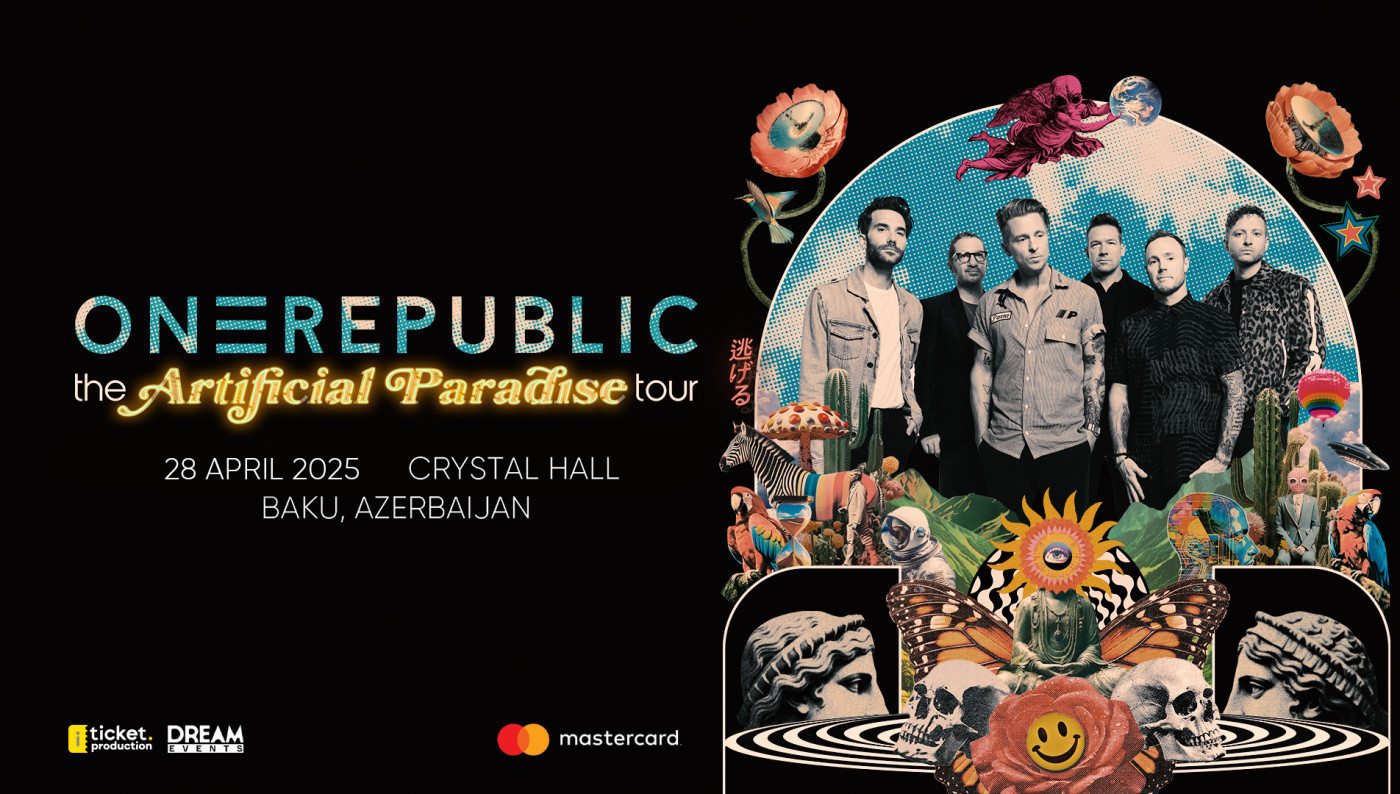 ONEREPUBLIC
the Artificial Paradise tour
28 APRIL 2025 CRYSTAL HALL
BAKU, AZERBAIJAN
iticket.
production
DREAM
EVENTS
mastercard.
逃げる